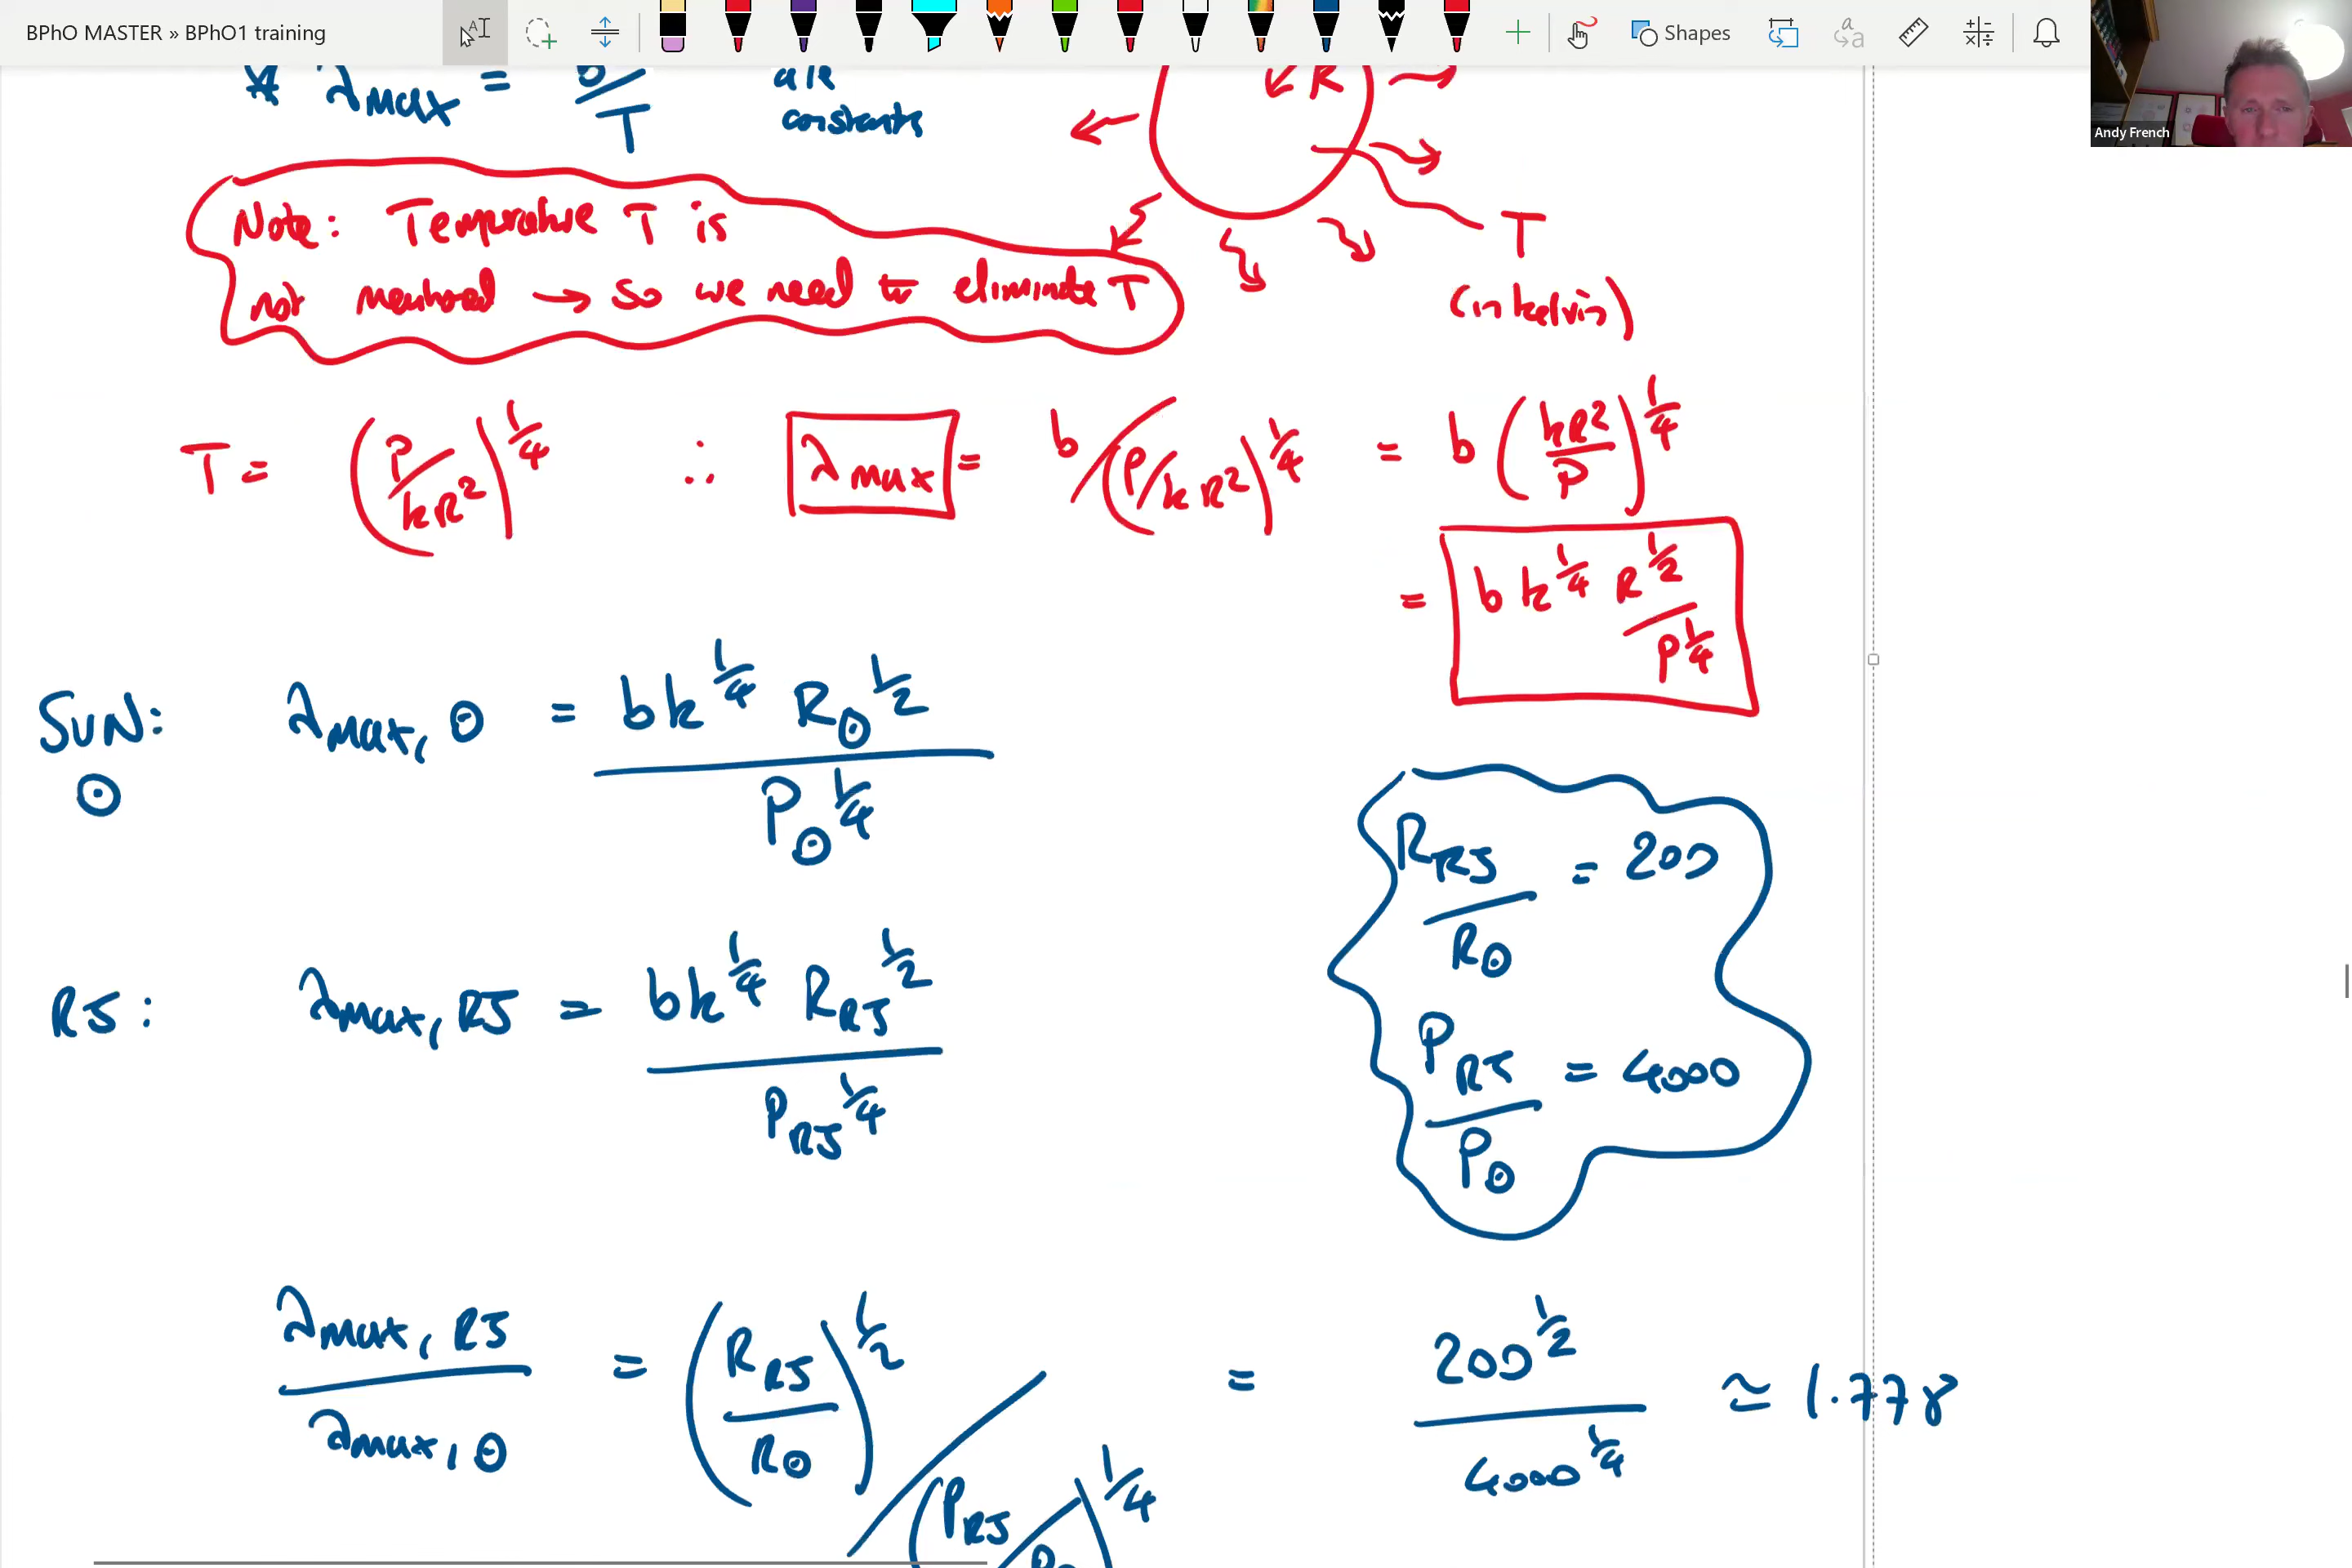 BPhO MASTER » BPhO1 training
Shapes
Andy French
* λmax = b/T are constants
R
Note: Temperature T is
not measured → so we need to eliminate T
T
(in kelvin)
T = (P/kR²)^1/4 ∴ λmax = b/(P/kR²)^1/4 = b (kR²/P)^1/4
= b k^1/4 R^1/2 / P^1/4
SUN: λmax, ⊙ = b k^1/4 R⊙^1/2 / P⊙^1/4
⊙
R_RS / R⊙ = 200
RS: λmax, RS = b k^1/4 R_RS^1/2 / P_RS^1/4
P_RS / P⊙ = 4000
λmax, RS / λmax, ⊙ = (R_RS / R⊙)^1/2 / (P_RS / P⊙)^1/4 = 200^1/2 / 4000^1/4 ≃ 1.778